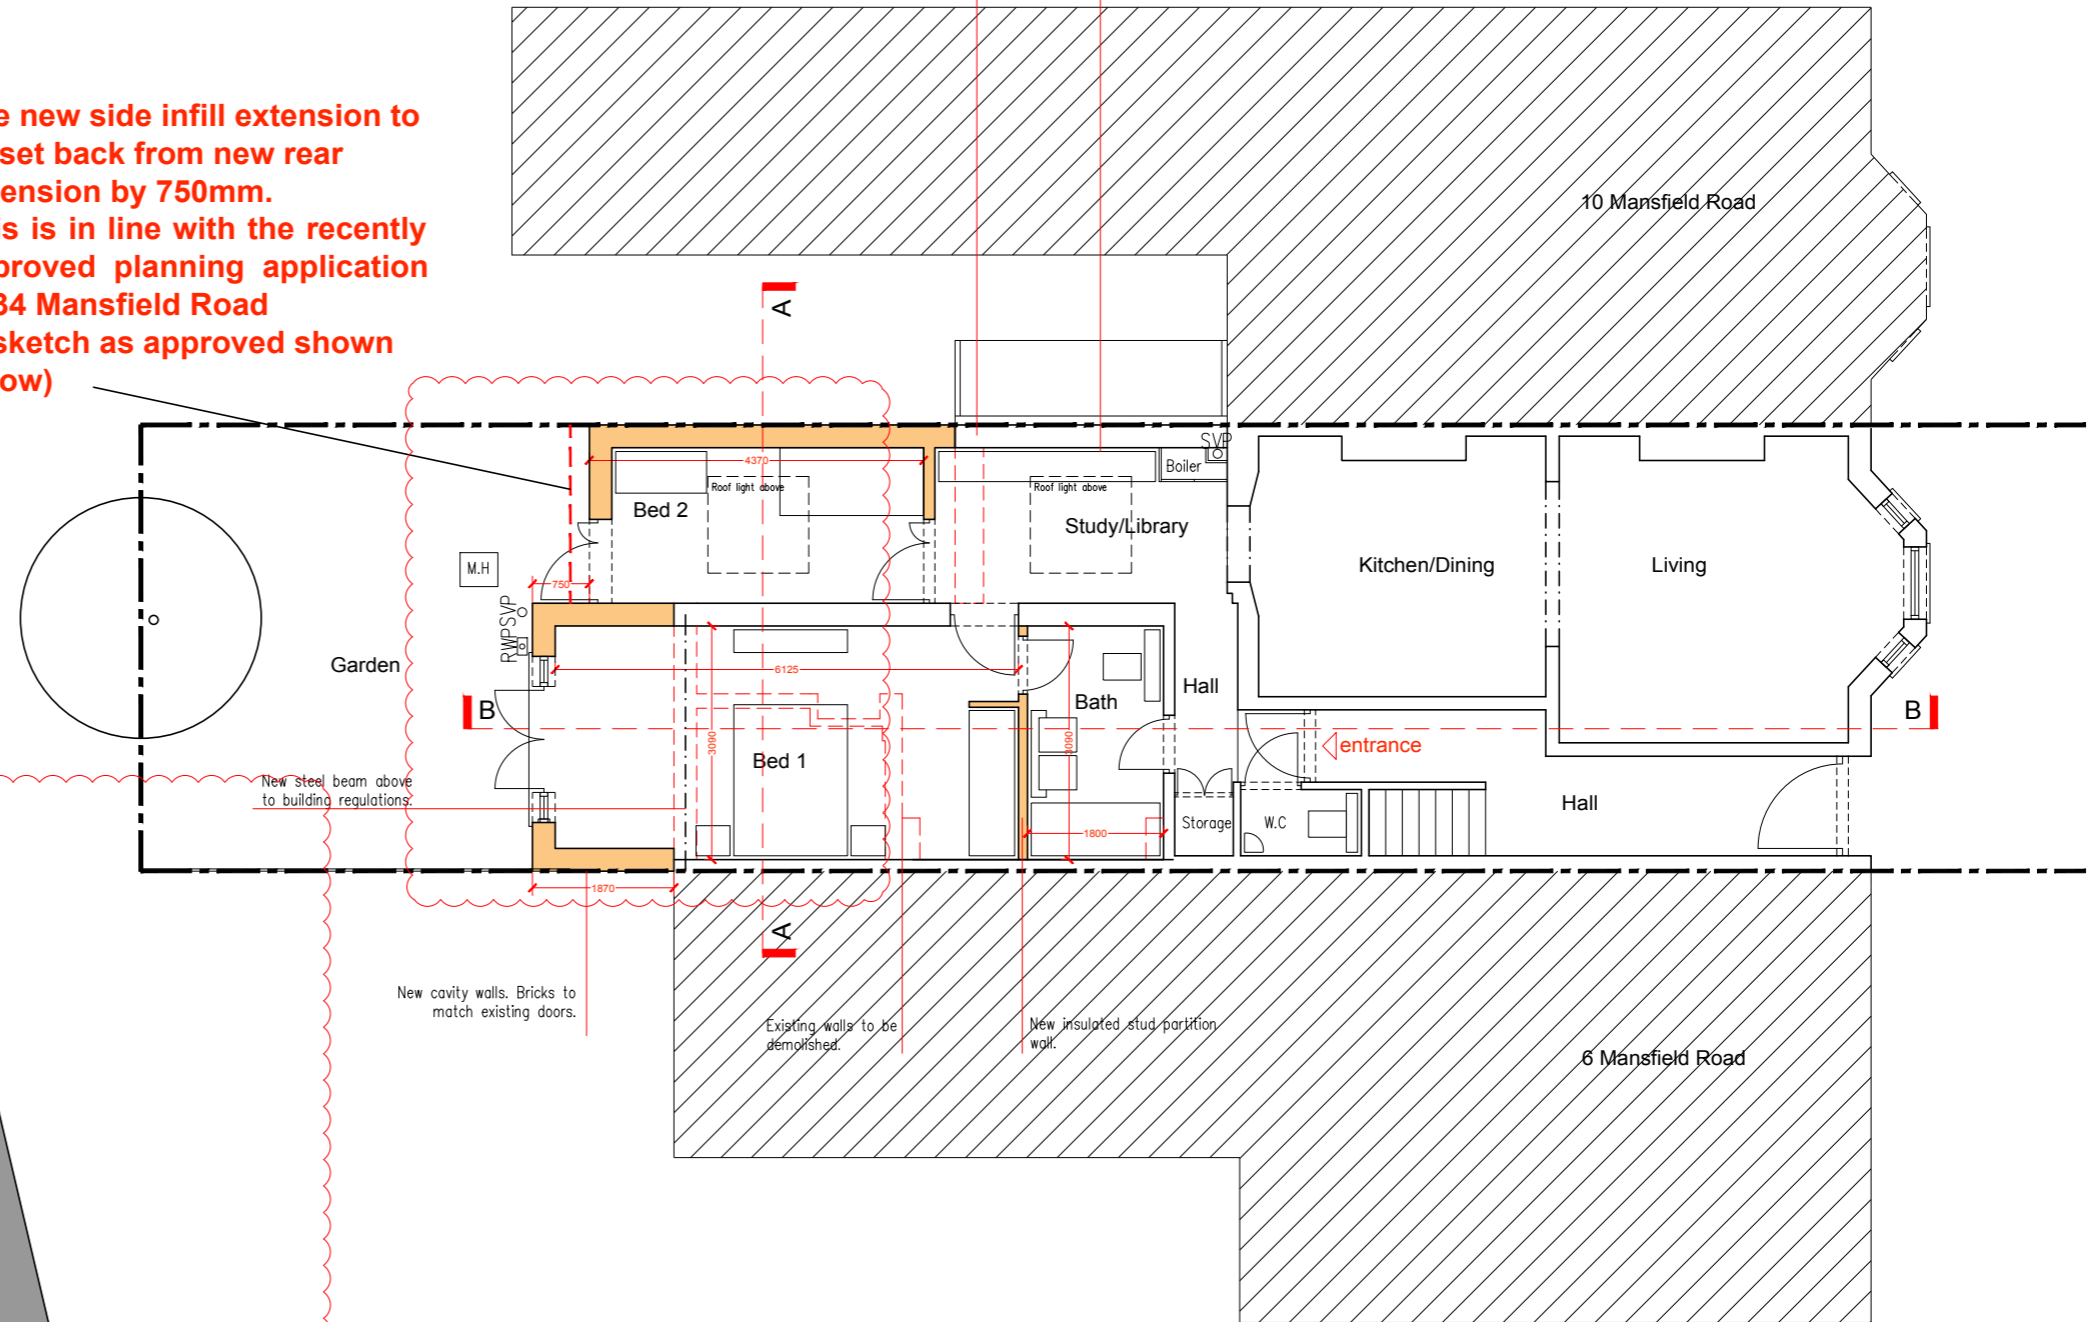 e new side infill extension to
set back from new rear
ension by 750mm.
is is in line with the recently
proved planning application
34 Mansfield Road
sketch as approved shown
ow)
10 Mansfield Road
A
SVP
Boiler
4370
Roof light above
Roof light above
Bed 2
Study/Library
Kitchen/Dining
Living
M.H
750
SVP
RWP
Garden
6125
Hall
Bath
B
B
3090
3090
entrance
Bed 1
New steel beam above
to building regulations.
Hall
Storage
W.C
1800
1870
A
New cavity walls. Bricks to
match existing doors.
Existing walls to be
demolished.
New insulated stud partition
wall.
6 Mansfield Road